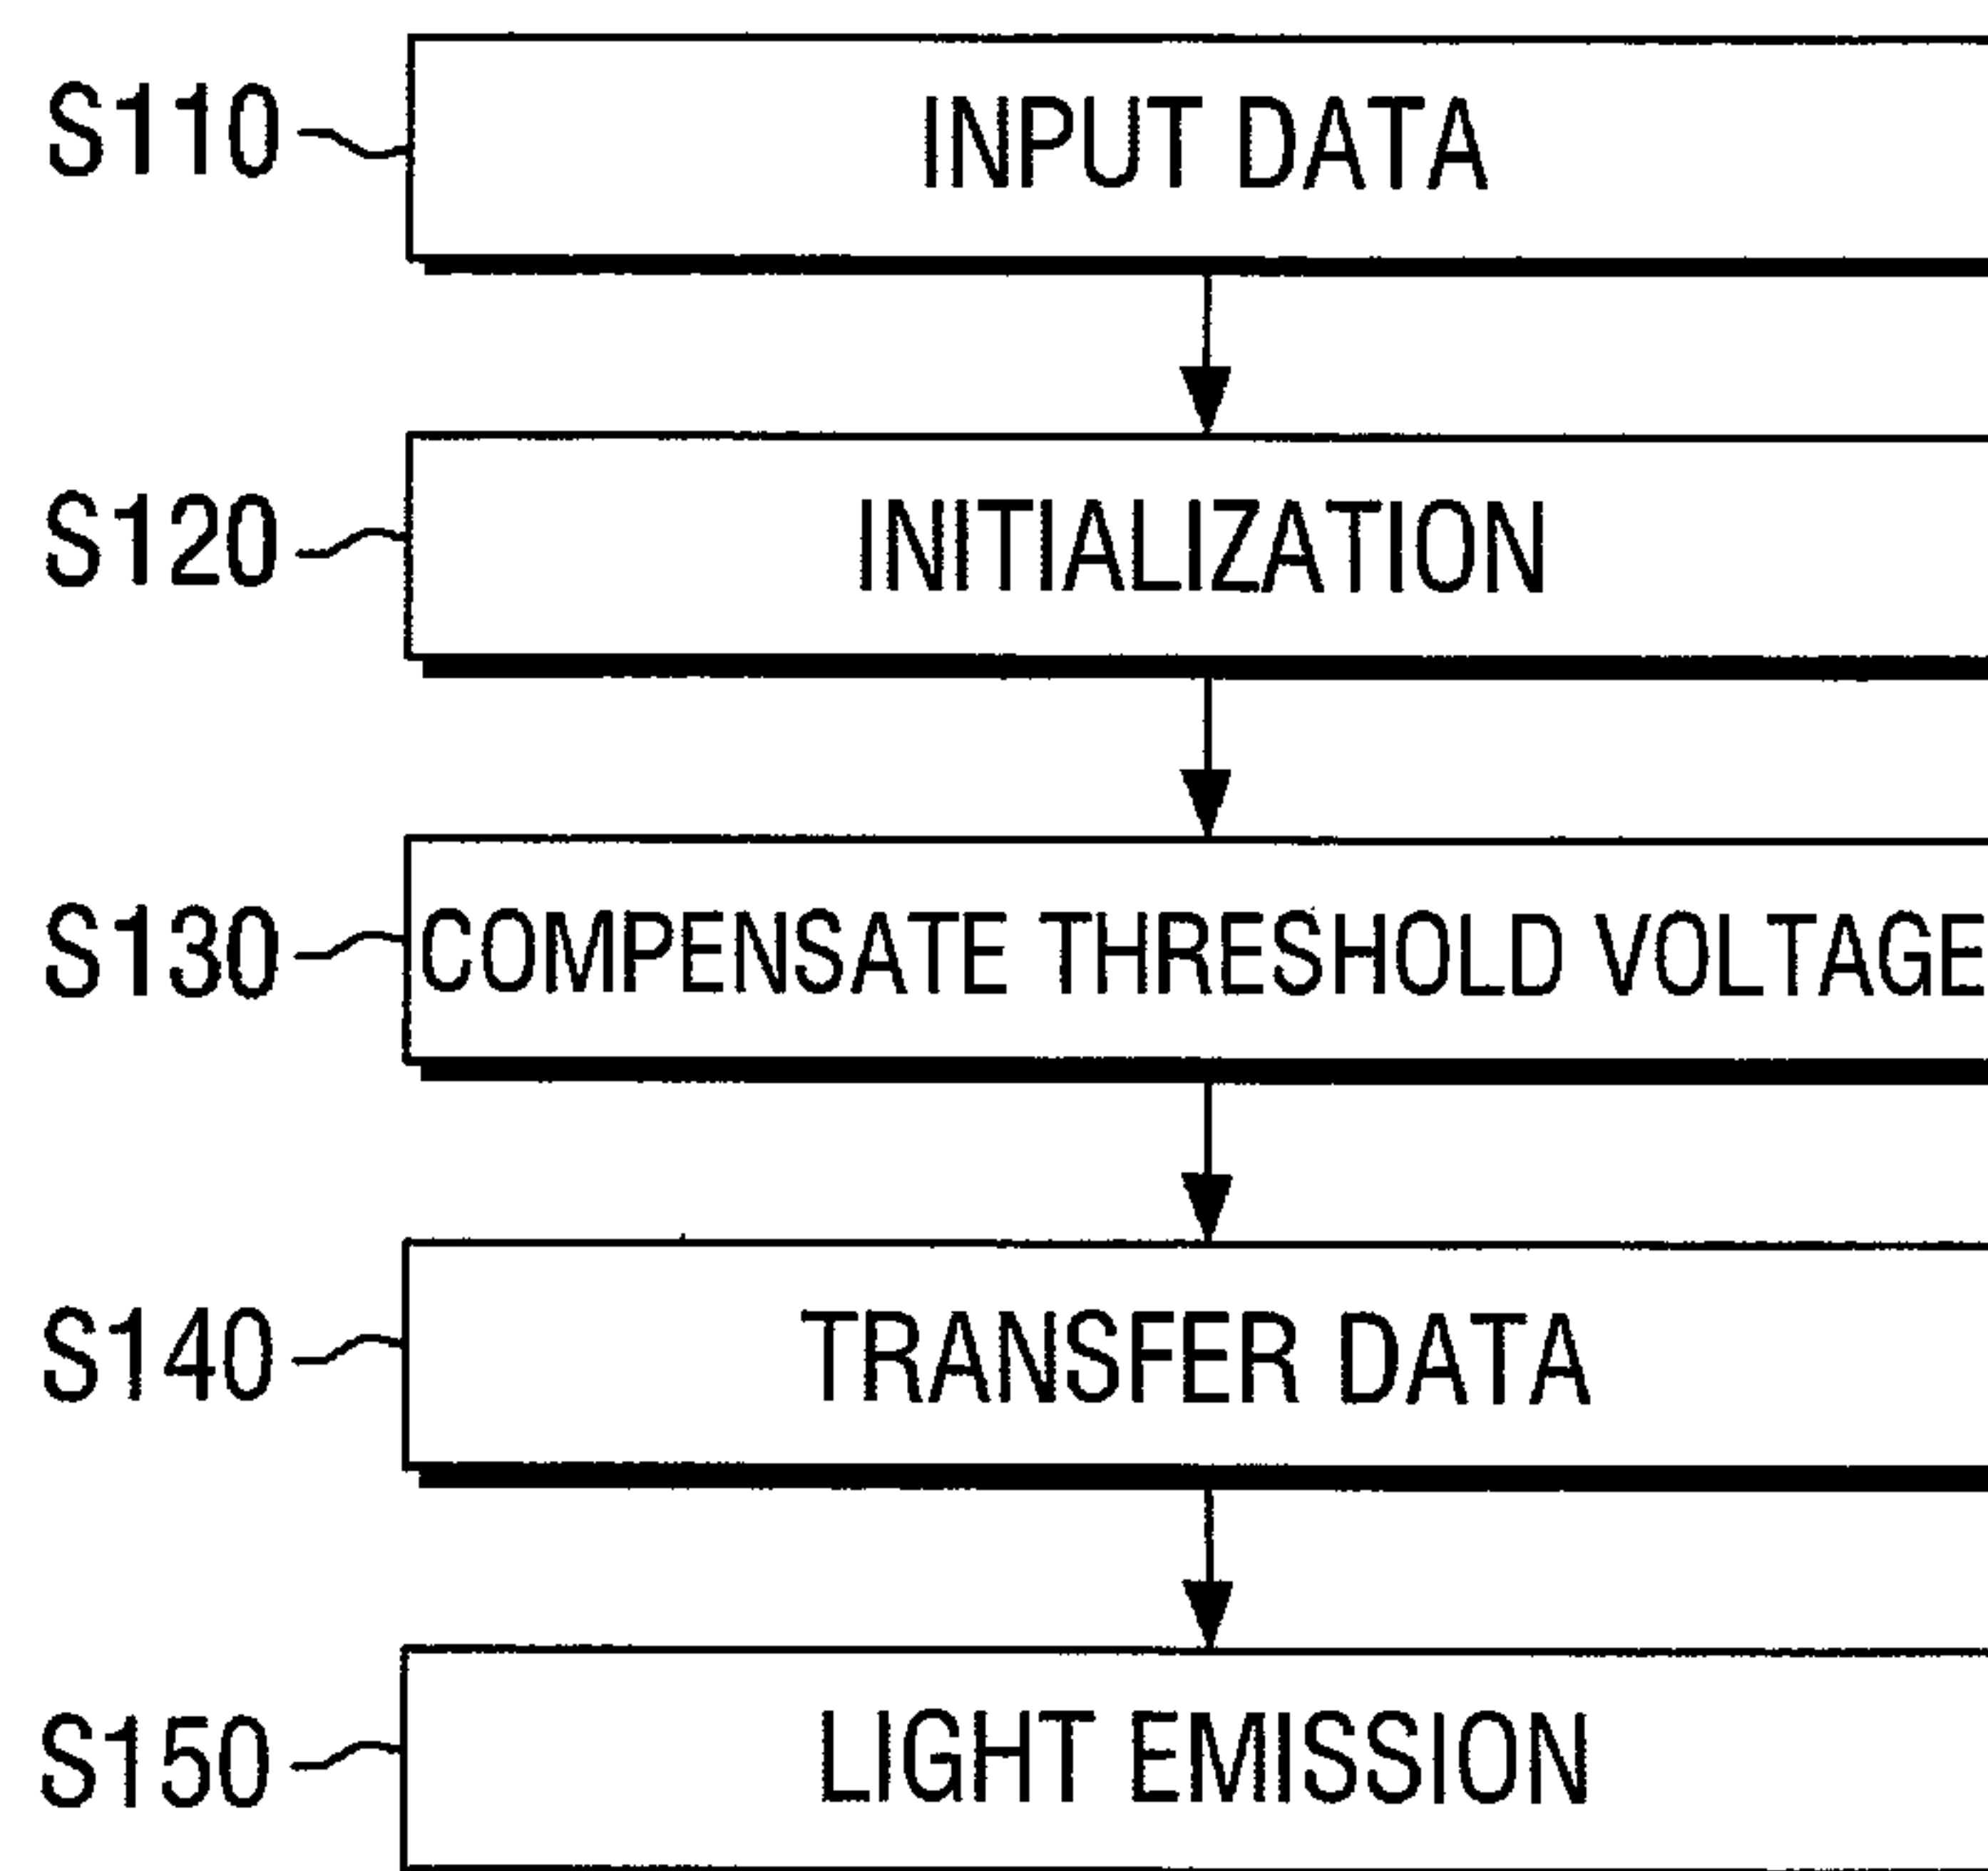 S110 INPUT DATA
S120 INITIALIZATION
S130 COMPENSATE THRESHOLD VOLTAGE
S140 TRANSFER DATA
S150 LIGHT EMISSION